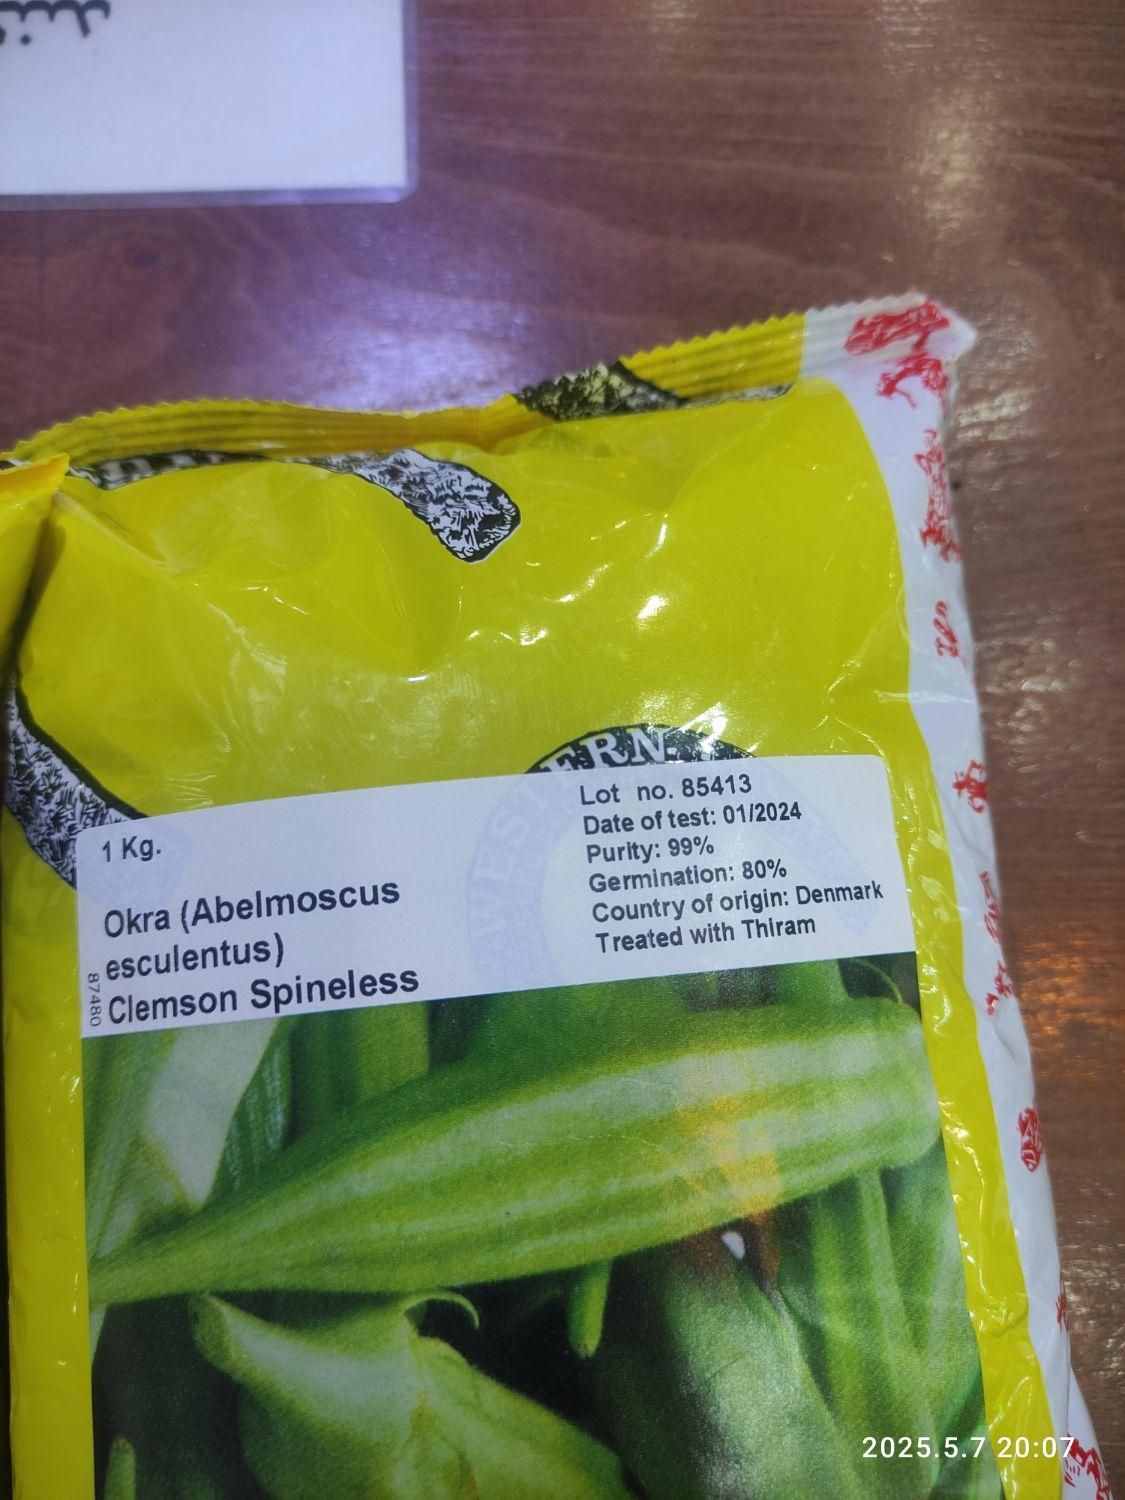 WESTERN
1 Kg.
Okra (Abelmoscus
esculentus)
Clemson Spineless
87480
Lot no. 85413
Date of test: 01/2024
Purity: 99%
Germination: 80%
Country of origin: Denmark
Treated with Thiram
2025.5.7 20:07